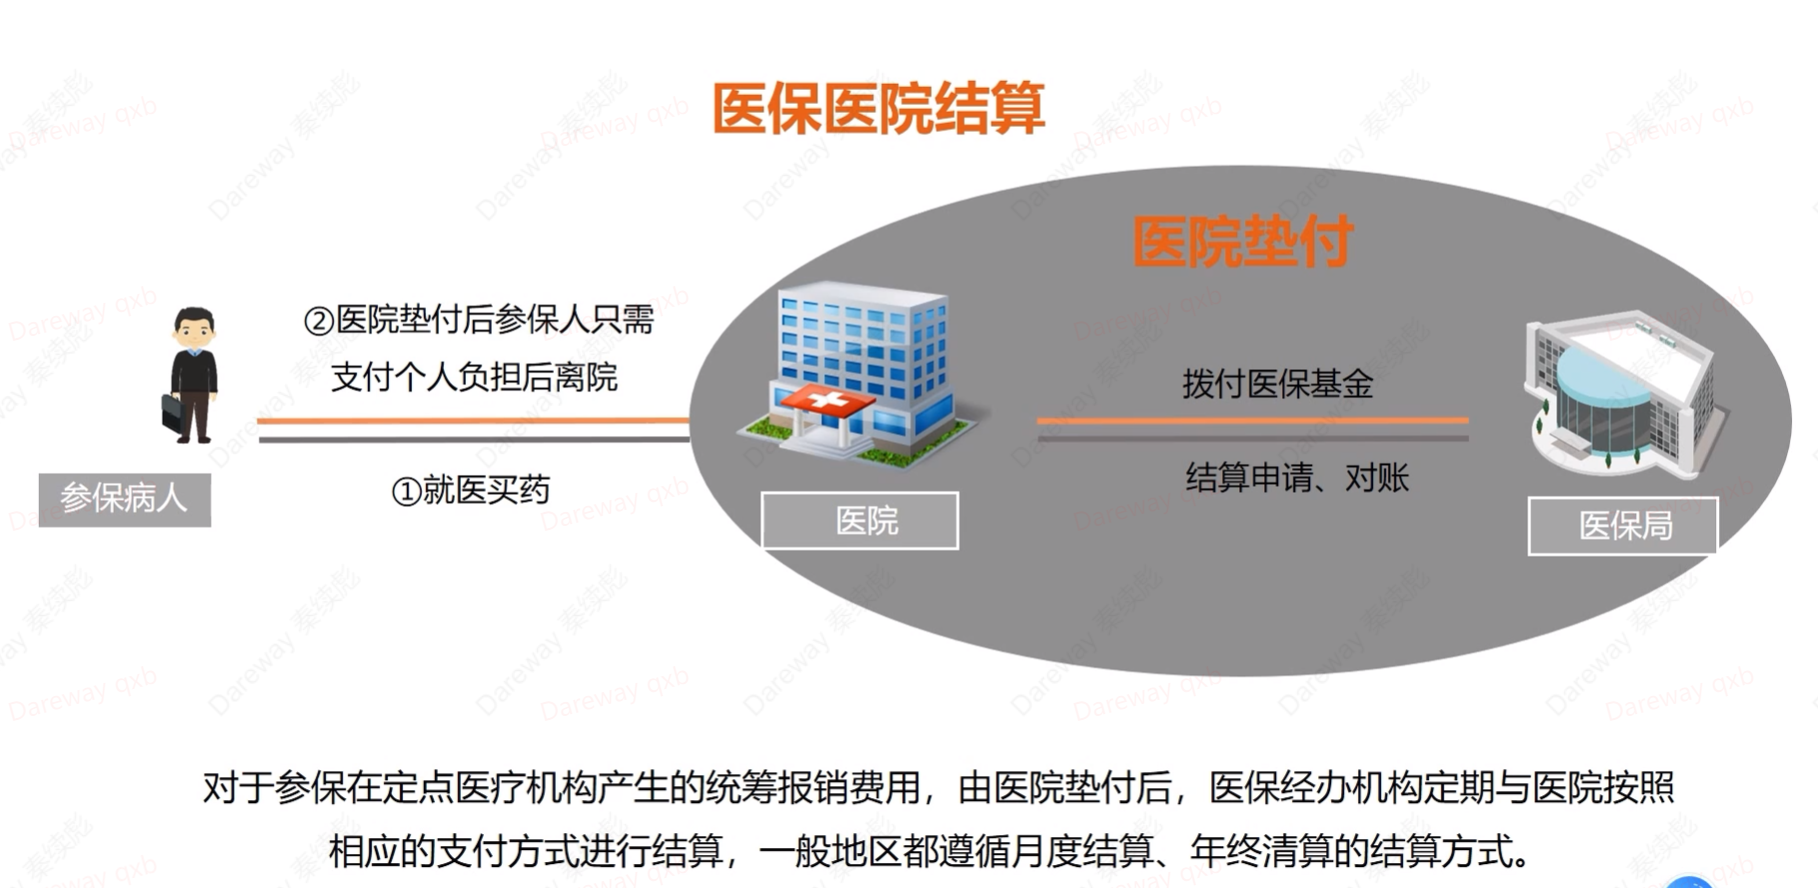 医保医院结算
医院垫付
②医院垫付后参保人只需
支付个人负担后离院
①就医买药
参保病人
医院
拨付医保基金
结算申请、对账
医保局
对于参保在定点医疗机构产生的统筹报销费用，由医院垫付后，医保经办机构定期与医院按照
相应的支付方式进行结算，一般地区都遵循月度结算、年终清算的结算方式。
Dareway 秦续彪
Dareway qxb